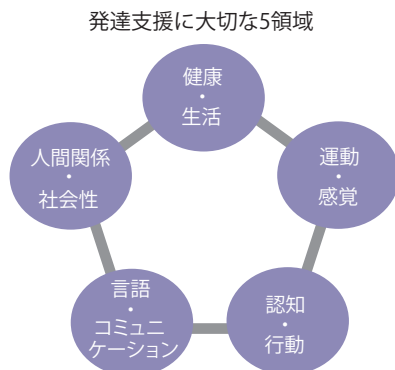 発達支援に大切な5領域
健康
・
生活
運動
・
感覚
認知
・
行動
言語
・
コミュニ
ケーション
人間関係
・
社会性